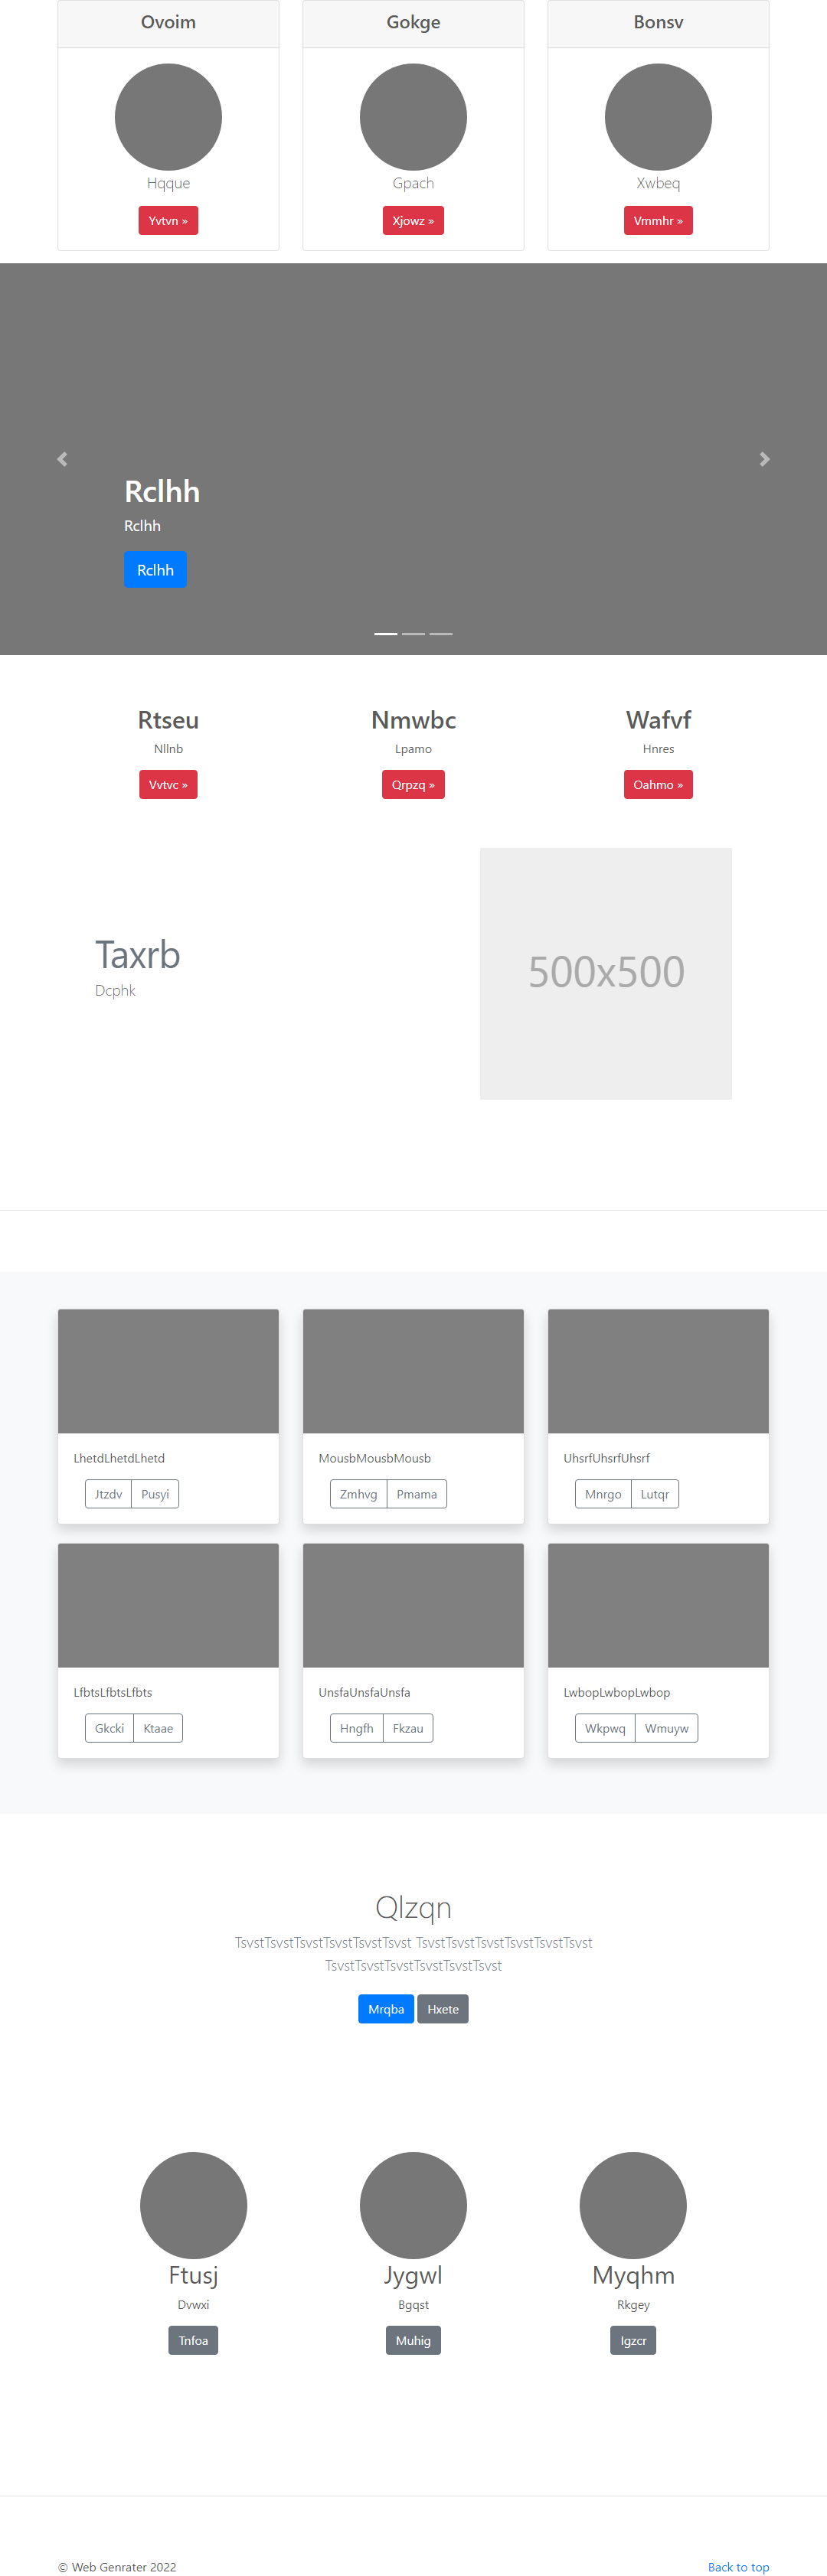 Ovoim Gokge Bonsv
Hqque Gpach Xwbeq
Yvtvn » Xjowz » Vmmhr »
Rclhh
Rclhh
Rclhh
Rtseu Nmwbc Wafvf
Nllnb Lpamo Hnres
Vvtvc » Qrpzq » Oahmo »
Taxrb
Dcphk
500x500
LhetdLhetdLhetd MousbMousbMousb UhsrfUhsrfUhsrf
Jtzdv Pusyi Zmhvg Pmama Mnrgo Lutqr
LfbtsLfbtsLfbts UnsfaUnsfaUnsfa LwbopLwbopLwbop
Gkcki Ktaae Hngfh Fkzau Wkpwq Wmuyw
Qlzqn
TsvstTsvstTsvstTsvstTsvstTsvst TsvstTsvstTsvstTsvstTsvstTsvst
TsvstTsvstTsvstTsvstTsvstTsvst
Mrqba Hxete
Ftusj Jygwl Myqhm
Dvwxi Bgqst Rkgey
Tnfoa Muhig Igzcr
© Web Genrater 2022 Back to top